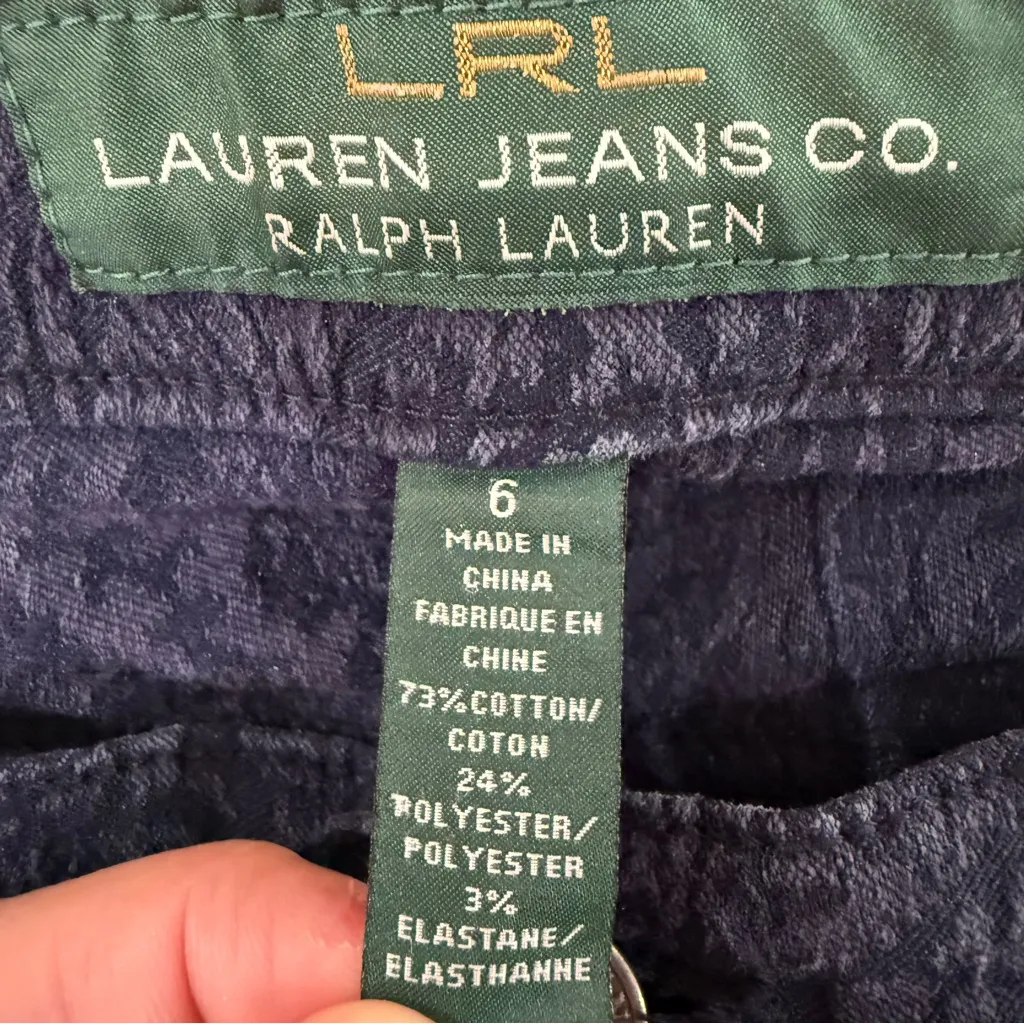 LRL
LAUREN JEANS CO.
RALPH LAUREN
6
MADE IN
CHINA
FABRIQUE EN
CHINE
73%COTTON/
COTON
24%
POLYESTER/
POLYESTER
3%
ELASTANE/
ELASTHANNE